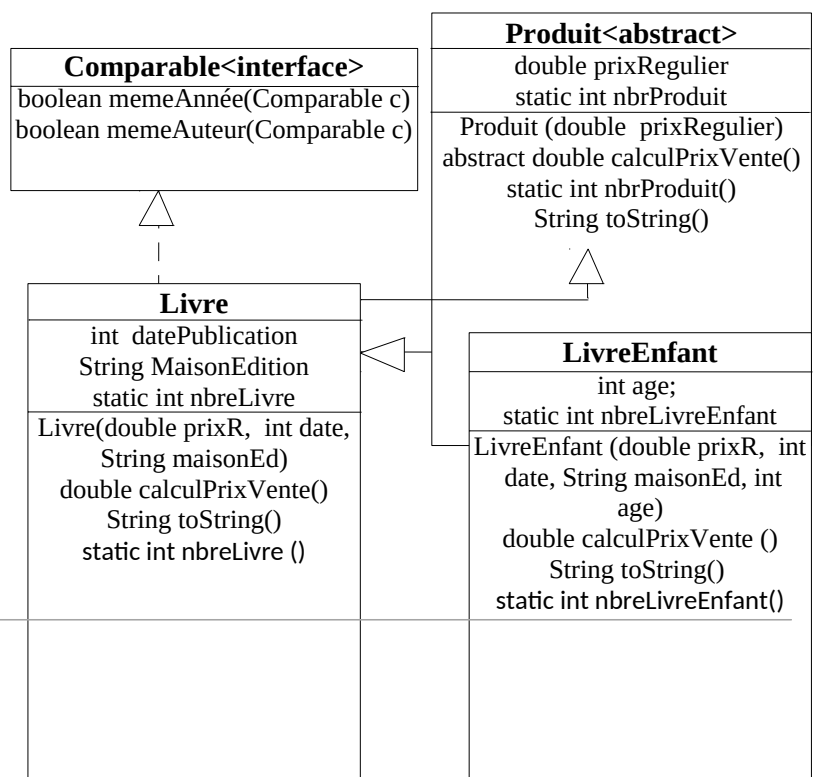 Comparable<interface>
boolean memeAnnée(Comparable c)
boolean memeAuteur(Comparable c)
Produit<abstract>
double prixRegulier
static int nbrProduit
Produit (double prixRegulier)
abstract double calculPrixVente()
static int nbrProduit()
String toString()
Livre
int datePublication
String MaisonEdition
static int nbreLivre
Livre(double prixR, int date,
String maisonEd)
double calculPrixVente()
String toString()
static int nbreLivre ()
LivreEnfant
int age;
static int nbreLivreEnfant
LivreEnfant (double prixR, int
date, String maisonEd, int
age)
double calculPrixVente ()
String toString()
static int nbreLivreEnfant()